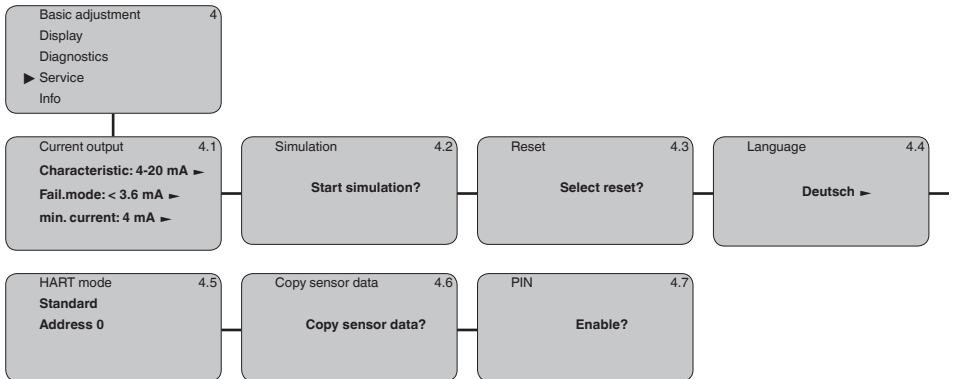 Basic adjustment 4
Display
Diagnostics
▶ Service
Info
Current output 4.1
Characteristic: 4-20 mA ►
Fail.mode: < 3.6 mA ►
min. current: 4 mA ►
Simulation 4.2
Start simulation?
Reset 4.3
Select reset?
Language 4.4
Deutsch ►
HART mode 4.5
Standard
Address 0
Copy sensor data 4.6
Copy sensor data?
PIN 4.7
Enable?